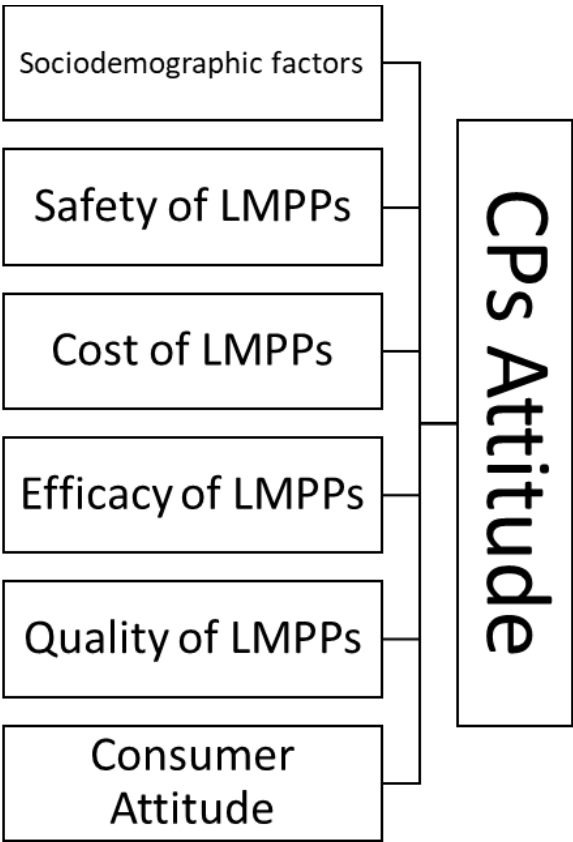 Sociodemographic factors
Safety of LMPPs
Cost of LMPPs
Efficacy of LMPPs
Quality of LMPPs
Consumer
Attitude
CPs Attitude